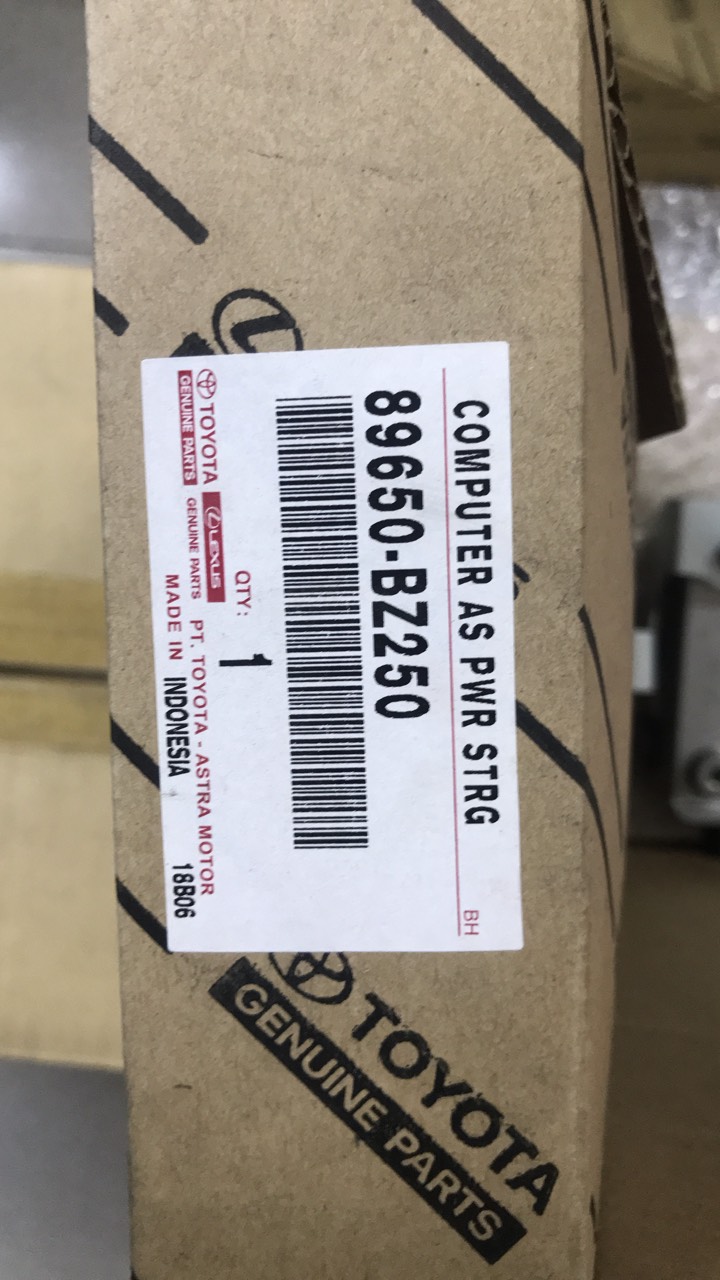 COMPUTER AS PWR STRG
BH
89650-BZ250
QTY: 1
TOYOTA
GENUINE PARTS
LEXUS
GENUINE PARTS
PT. TOYOTA - ASTRA MOTOR
MADE IN INDONESIA 18B06
TOYOTA
GENUINE PARTS